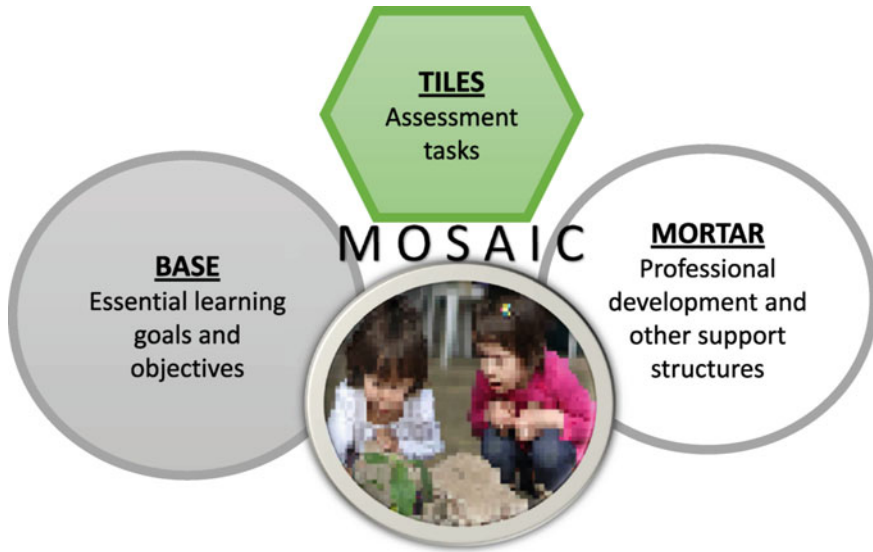 TILES
Assessment
tasks
MOSAIC
BASE
Essential learning
goals and
objectives
MORTAR
Professional
development and
other support
structures